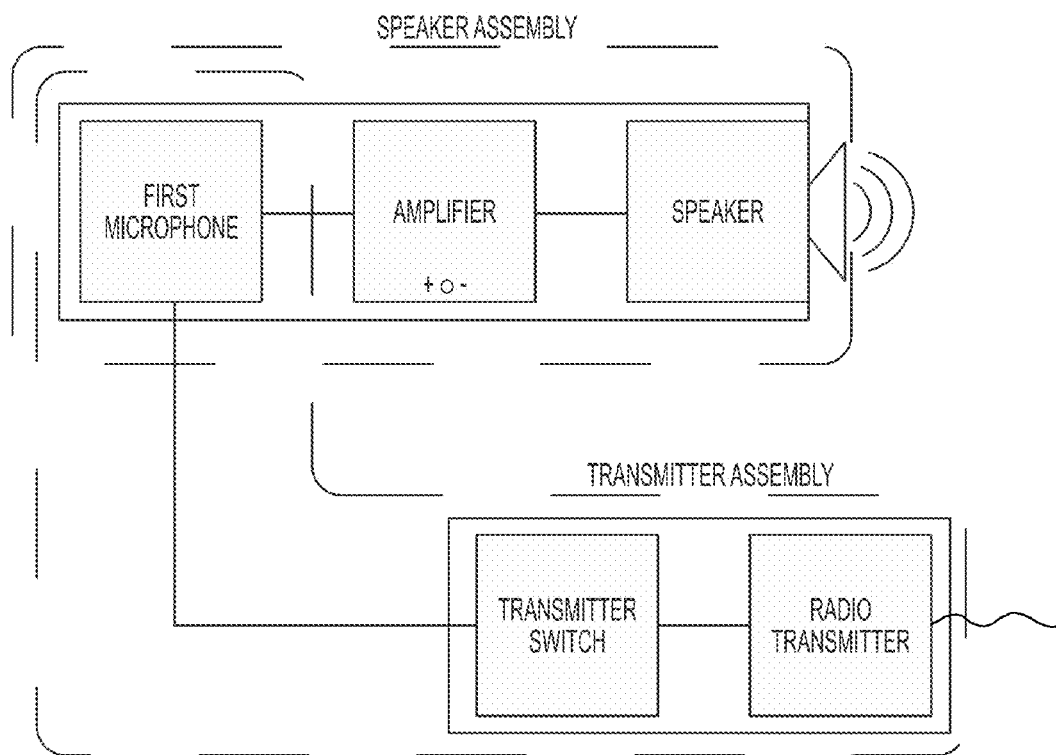 SPEAKER ASSEMBLY
FIRST
MICROPHONE
AMPLIFIER
+ o -
SPEAKER
TRANSMITTER ASSEMBLY
TRANSMITTER
SWITCH
RADIO
TRANSMITTER